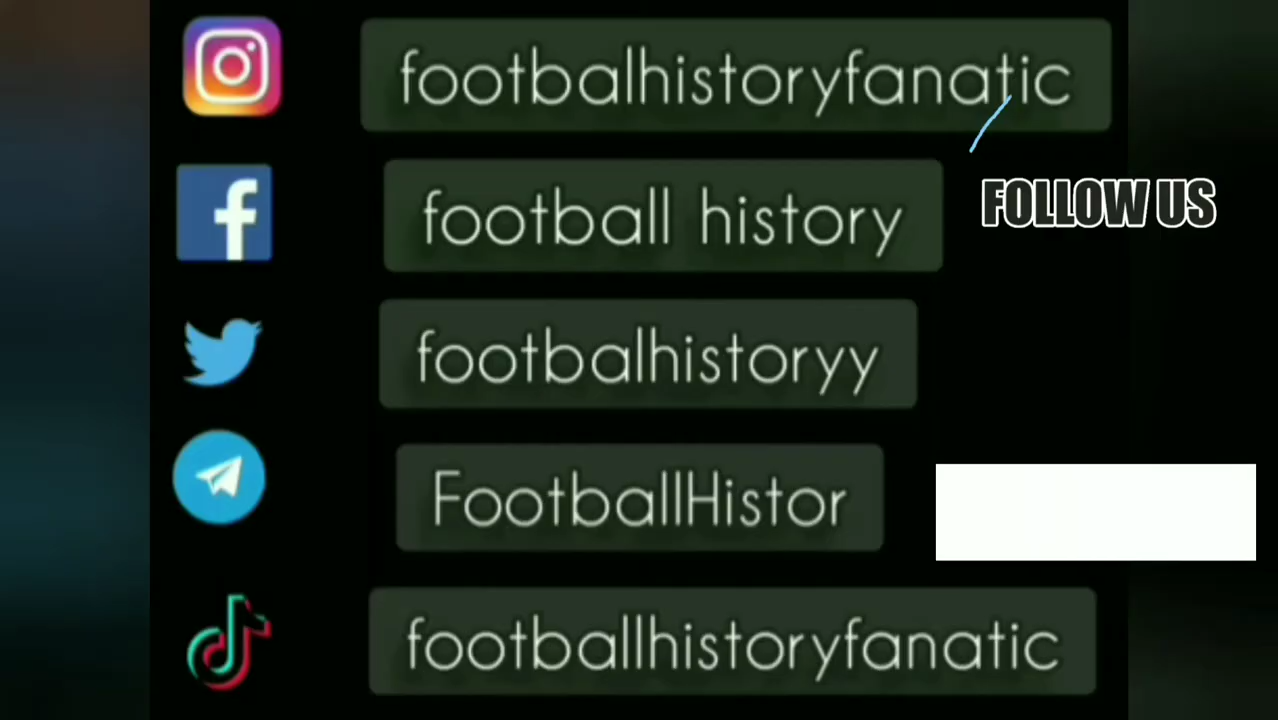 footbalhistoryfanatic
football history
FOLLOW US
footbalhistoryy
FootballHistor
footballhistoryfanatic